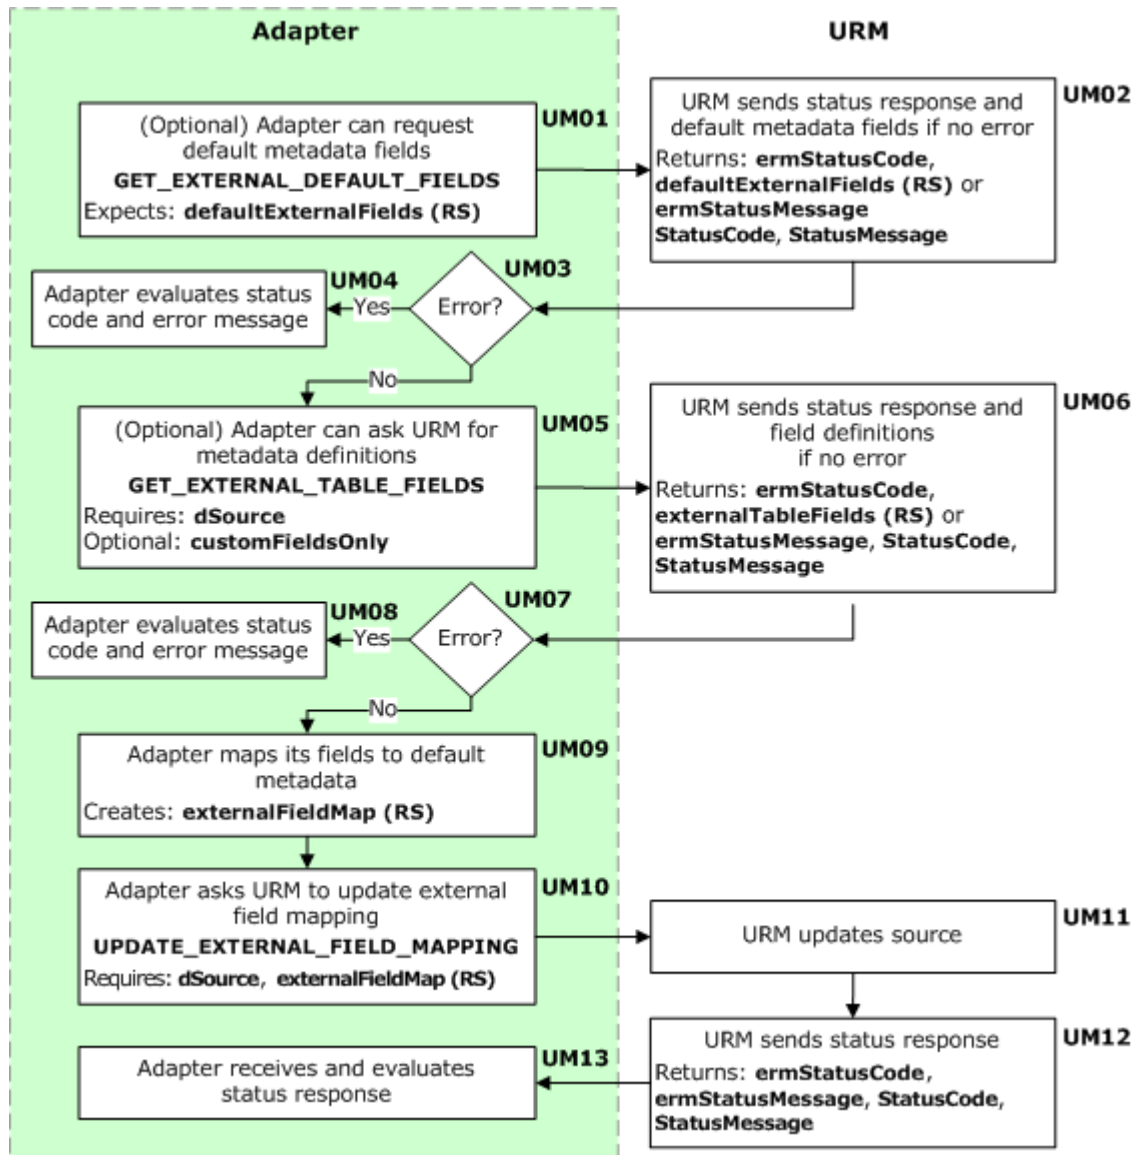 Adapter
URM
UM01
(Optional) Adapter can request
default metadata fields
GET_EXTERNAL_DEFAULT_FIELDS
Expects: defaultExternalFields (RS)
UM02
URM sends status response and
default metadata fields if no error
Returns: ermStatusCode,
defaultExternalFields (RS) or
ermStatusMessage
StatusCode, StatusMessage
UM03
Error?
Yes
UM04
Adapter evaluates status
code and error message
No
UM05
(Optional) Adapter can ask URM for
metadata definitions
GET_EXTERNAL_TABLE_FIELDS
Requires: dSource
Optional: customFieldsOnly
UM06
URM sends status response and
field definitions
if no error
Returns: ermStatusCode,
externalTableFields (RS) or
ermStatusMessage, StatusCode,
StatusMessage
UM07
Error?
Yes
UM08
Adapter evaluates status
code and error message
No
UM09
Adapter maps its fields to default
metadata
Creates: externalFieldMap (RS)
UM10
Adapter asks URM to update external
field mapping
UPDATE_EXTERNAL_FIELD_MAPPING
Requires: dSource, externalFieldMap (RS)
UM11
URM updates source
UM12
URM sends status response
Returns: ermStatusCode,
ermStatusMessage, StatusCode,
StatusMessage
UM13
Adapter receives and evaluates
status response